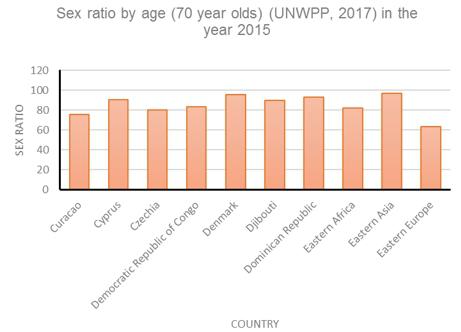 Sex ratio by age (70 year olds) (UNWPP, 2017) in the
year 2015
120
100
80
60
40
20
0
SEX RATIO
Curacao
Cyprus
Czechia
Democratic Republic of Congo
Denmark
Djibouti
Dominican Republic
Eastern Africa
Eastern Asia
Eastern Europe
COUNTRY